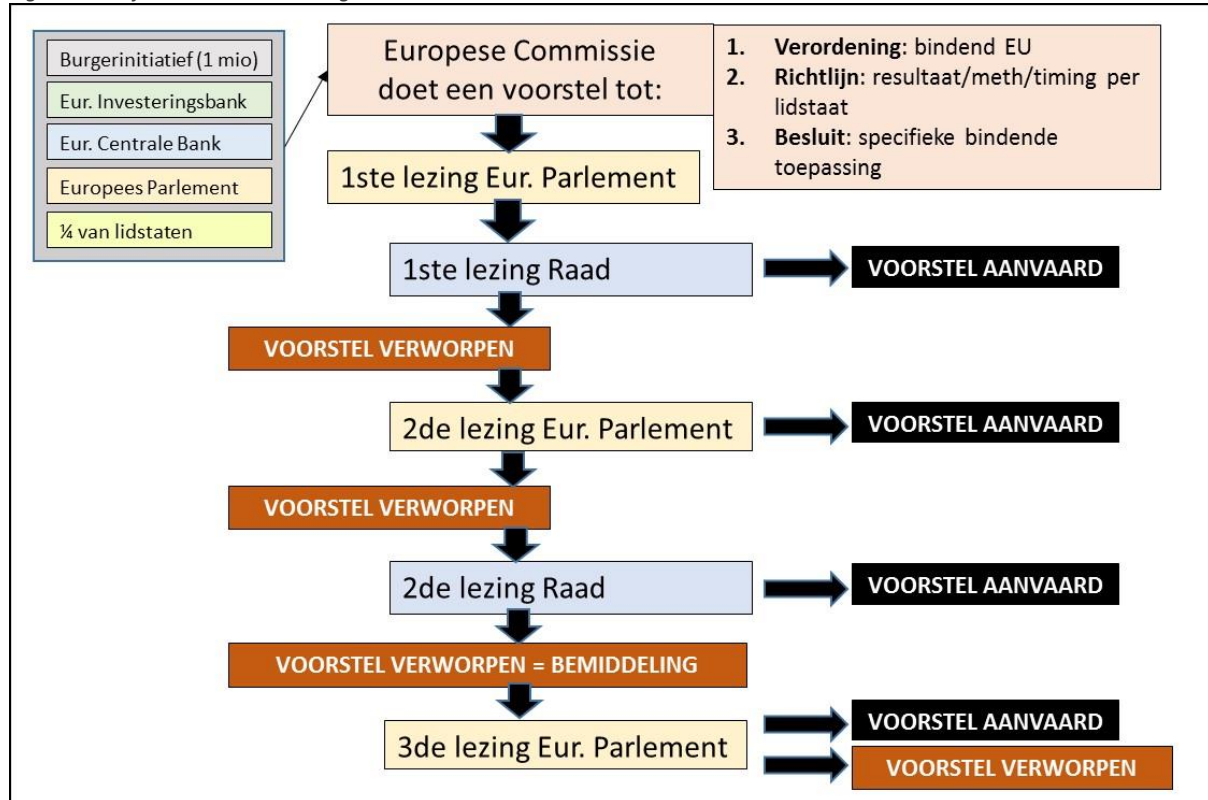 Burgerinitiatief (1 mio)
Eur. Investeringsbank
Eur. Centrale Bank
Europees Parlement
¼ van lidstaten
Europese Commissie
doet een voorstel tot:
1. Verordening: bindend EU
2. Richtlijn: resultaat/meth/timing per
lidstaat
3. Besluit: specifieke bindende
toepassing
1ste lezing Eur. Parlement
1ste lezing Raad
VOORSTEL AANVAARD
VOORSTEL VERWORPEN
2de lezing Eur. Parlement
VOORSTEL AANVAARD
VOORSTEL VERWORPEN
2de lezing Raad
VOORSTEL AANVAARD
VOORSTEL VERWORPEN = BEMIDDELING
3de lezing Eur. Parlement
VOORSTEL AANVAARD
VOORSTEL VERWORPEN